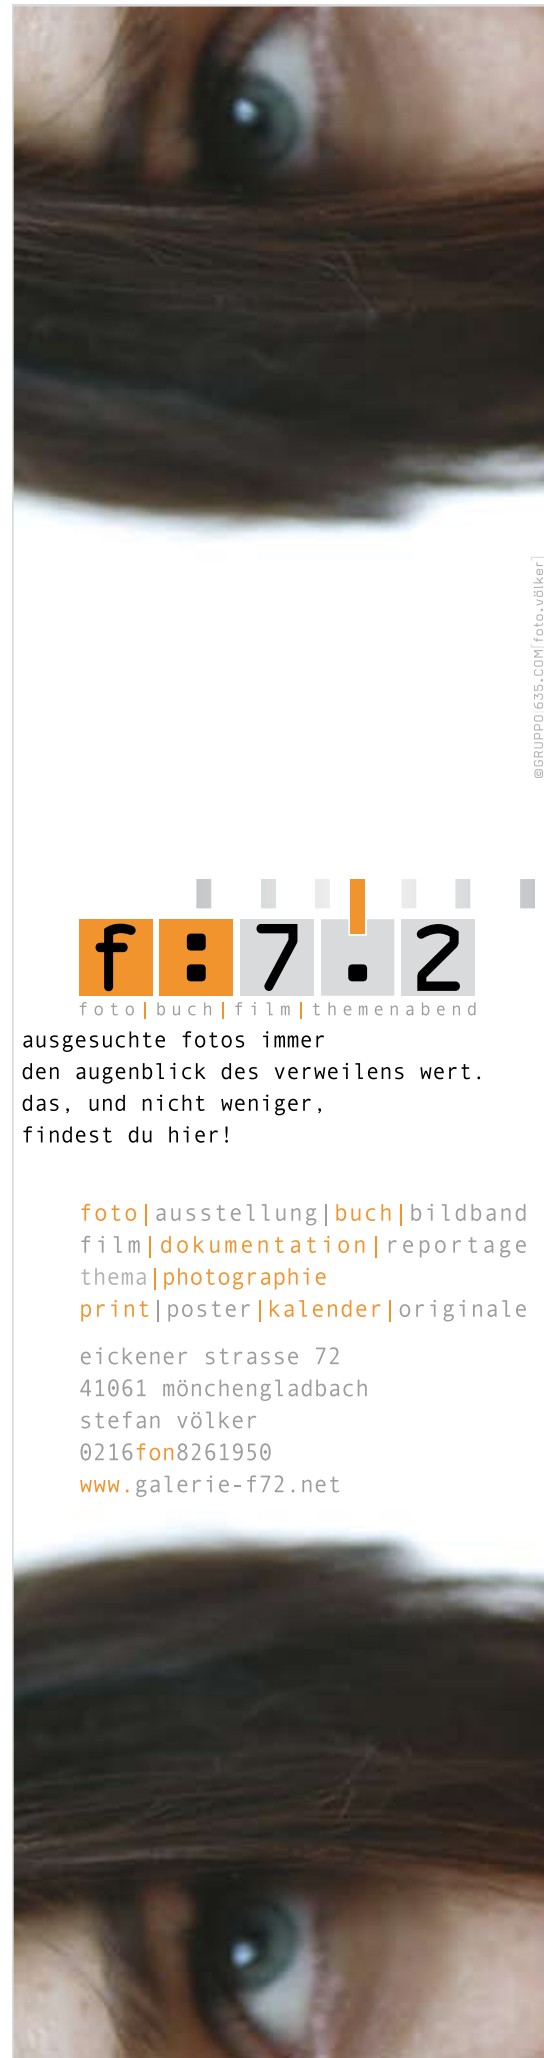 ©GRUPPO|635.COM[foto.völker]
f:7.2
foto|buch|film|themenabend
ausgesuchte fotos immer
den augenblick des verweilens wert.
das, und nicht weniger,
findest du hier!
foto|ausstellung|buch|bildband
film|dokumentation|reportage
thema|photographie
print|poster|kalender|originale
eickener strasse 72
41061 mönchengladbach
stefan völker
0216fon8261950
www.galerie-f72.net